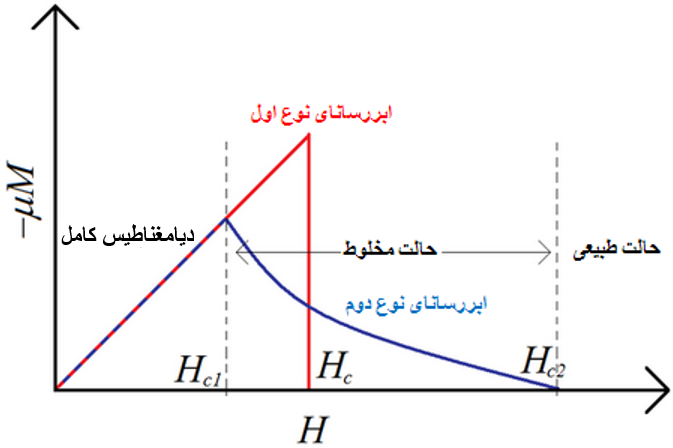 -μM
ابررسانای نوع اول
دیامغناطیس کامل
حالت مخلوط
حالت طبیعی
ابررسانای نوع دوم
Hc1
Hc
Hc2
H